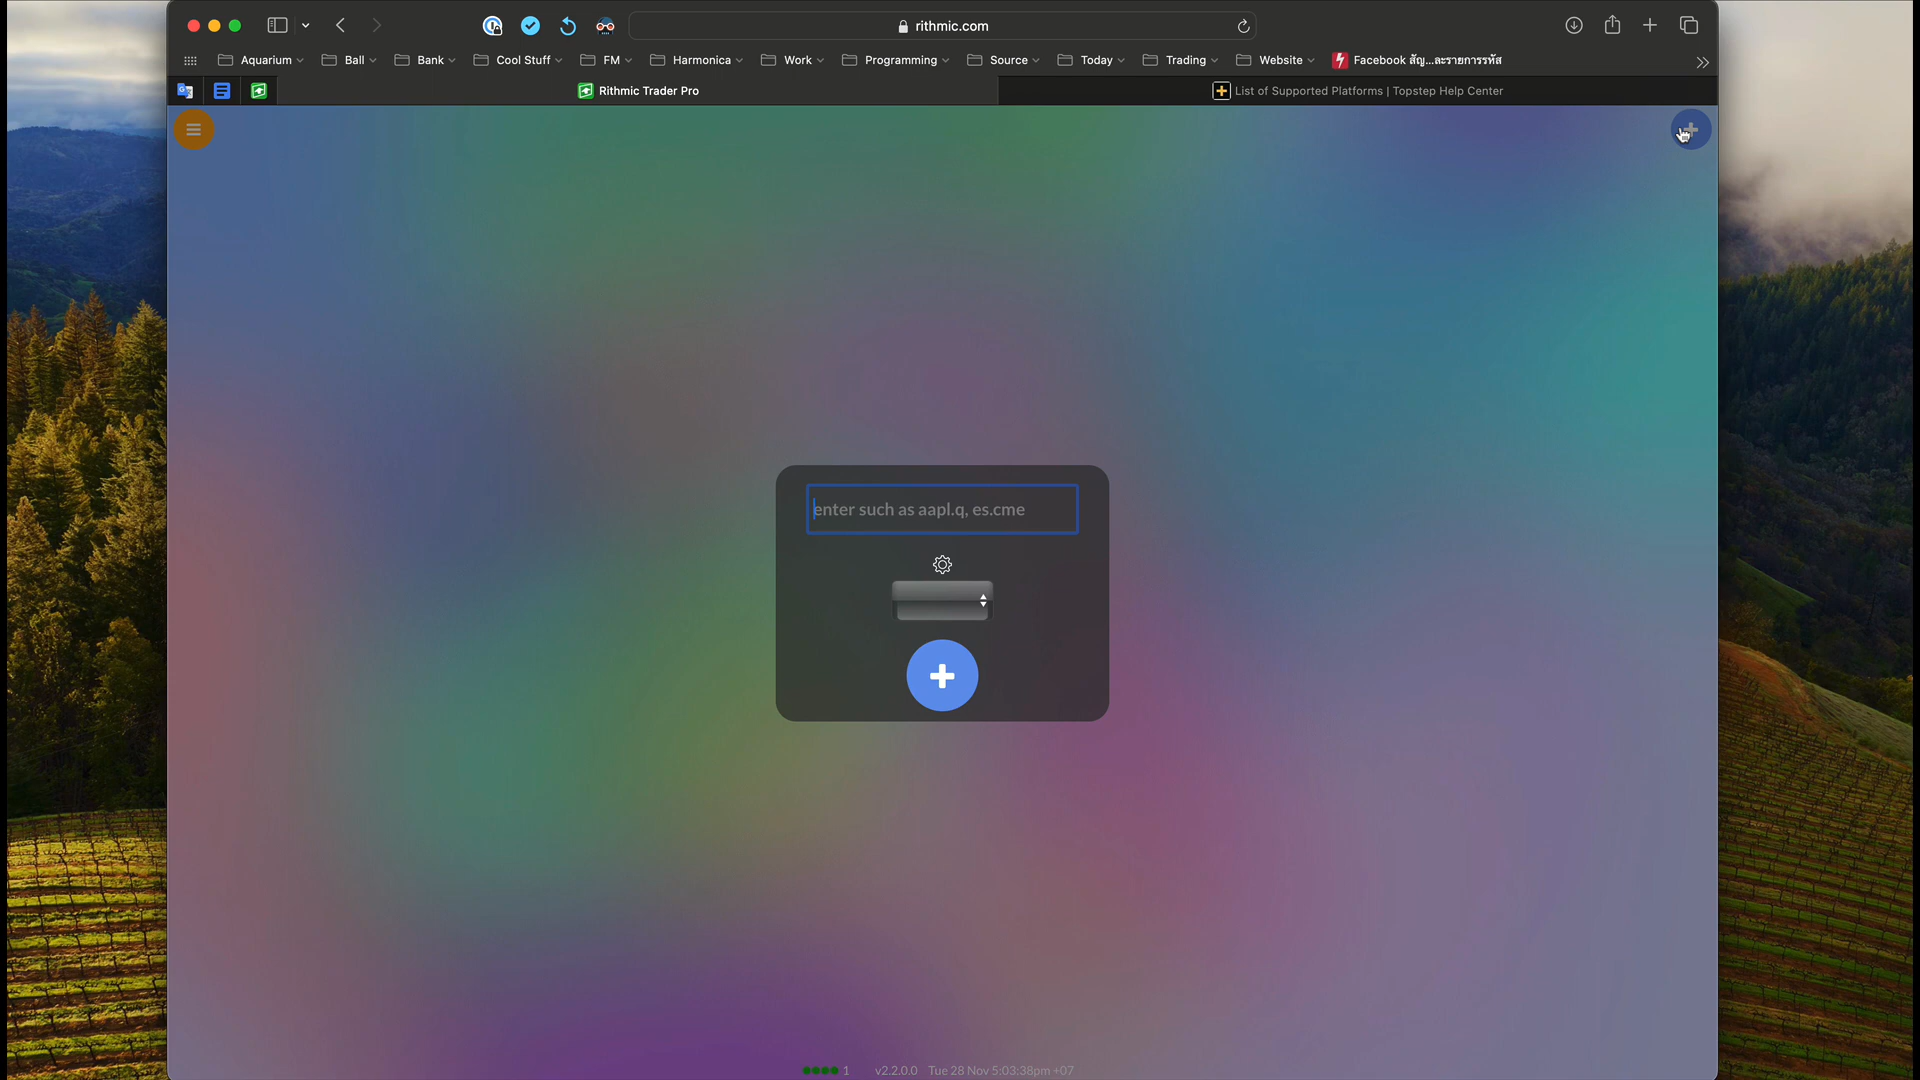 rithmic.com
Aquarium
Ball
Bank
Cool Stuff
FM
Harmonica
Work
Programming
Source
Today
Trading
Website
Facebook สัญ...ละรายการรหัส
Rithmic Trader Pro
List of Supported Platforms | Topstep Help Center
enter such as aapl.q, es.cme
1 v2.2.0.0 Tue 28 Nov 5:03:38pm +07